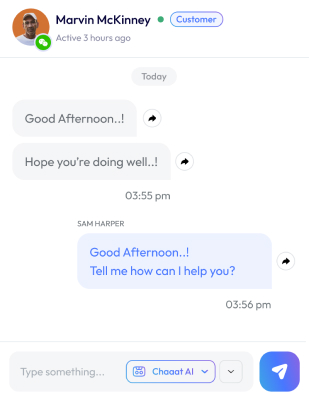 Marvin McKinney
Customer
Active 3 hours ago
Today
Good Afternoon..!
Hope you're doing well..!
03:55 pm
SAM HARPER
Good Afternoon..!
Tell me how can I help you?
03:56 pm
Type something...
Chaaat AI